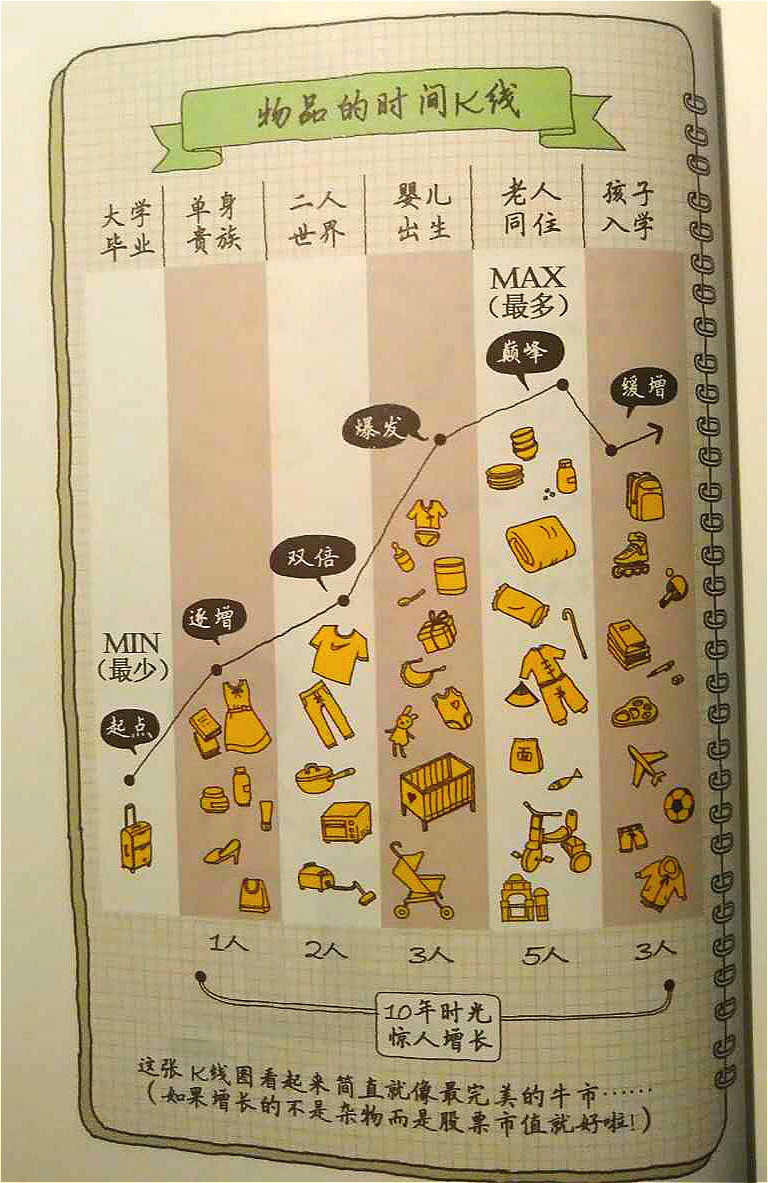 物品的时间K线
大学
毕业
单身
贵族
二人
世界
婴儿
出生
老人
同住
孩子
入学
MAX
(最多)
巅峰
缓增
爆发
双倍
逐增
MIN
(最少)
起点
面
1人
2人
3人
5人
3人
10年时光
惊人增长
这张K线图看起来简直就像最完美的牛市……
(如果增长的不是杂物而是股票市值就好啦!)